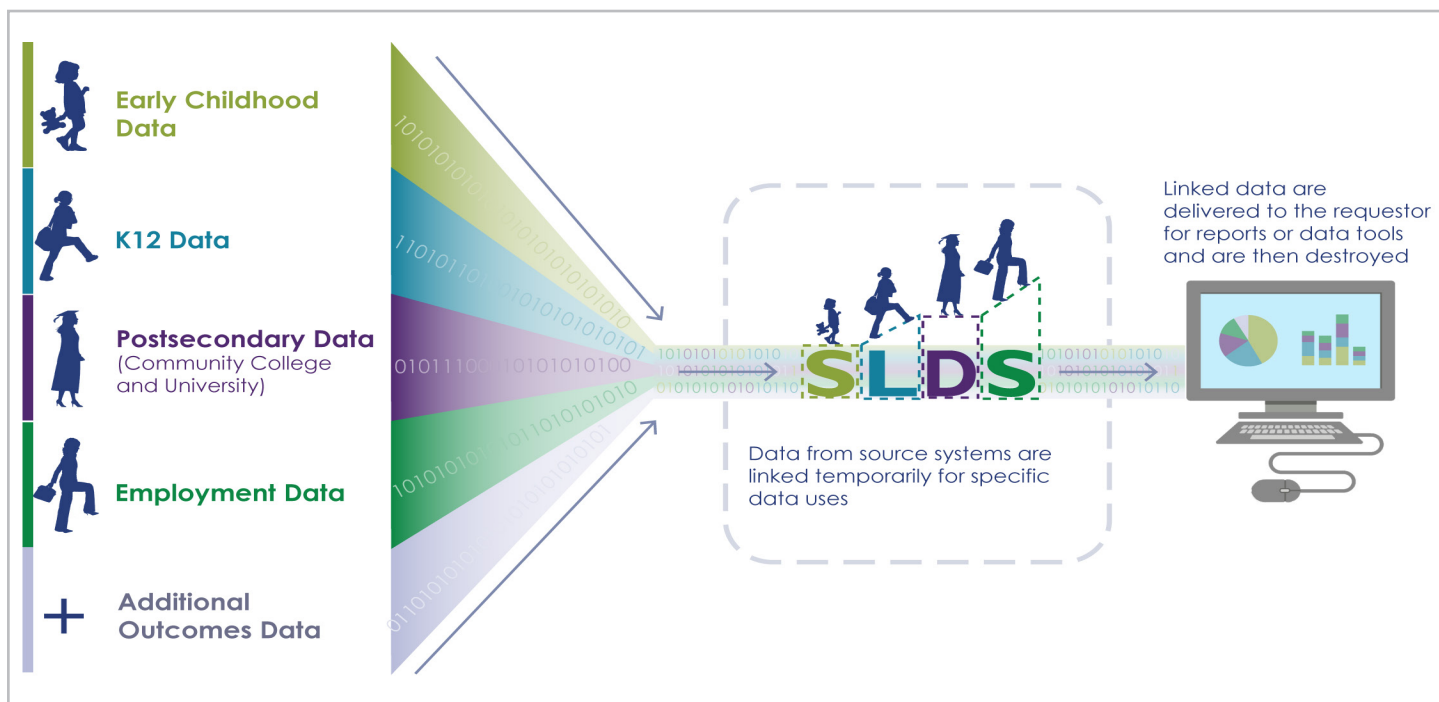 Early Childhood
Data
K12 Data
Postsecondary Data
(Community College
and University)
Employment Data
+ Additional
Outcomes Data
SLDS
Data from source systems are
linked temporarily for specific
data uses
Linked data are
delivered to the requestor
for reports or data tools
and are then destroyed